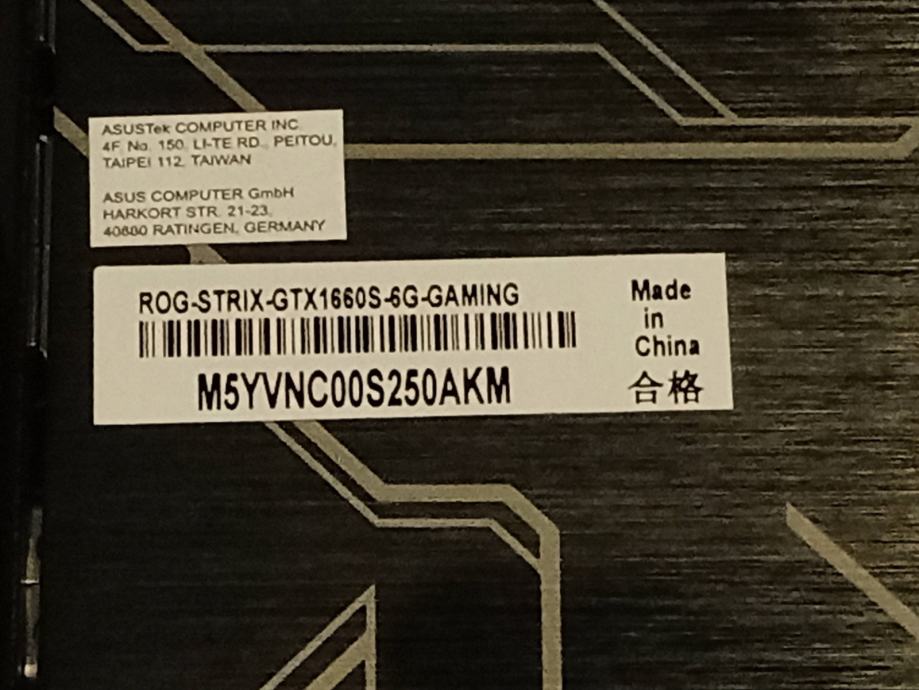 ASUSTek COMPUTER INC
4F, No. 150, LI-TE RD., PEITOU,
TAIPEI 112, TAIWAN
ASUS COMPUTER GmbH
HARKORT STR. 21-23,
40880 RATINGEN, GERMANY
ROG-STRIX-GTX1660S-6G-GAMING
M5YVNC00S250AKM
Made
in
China
合格